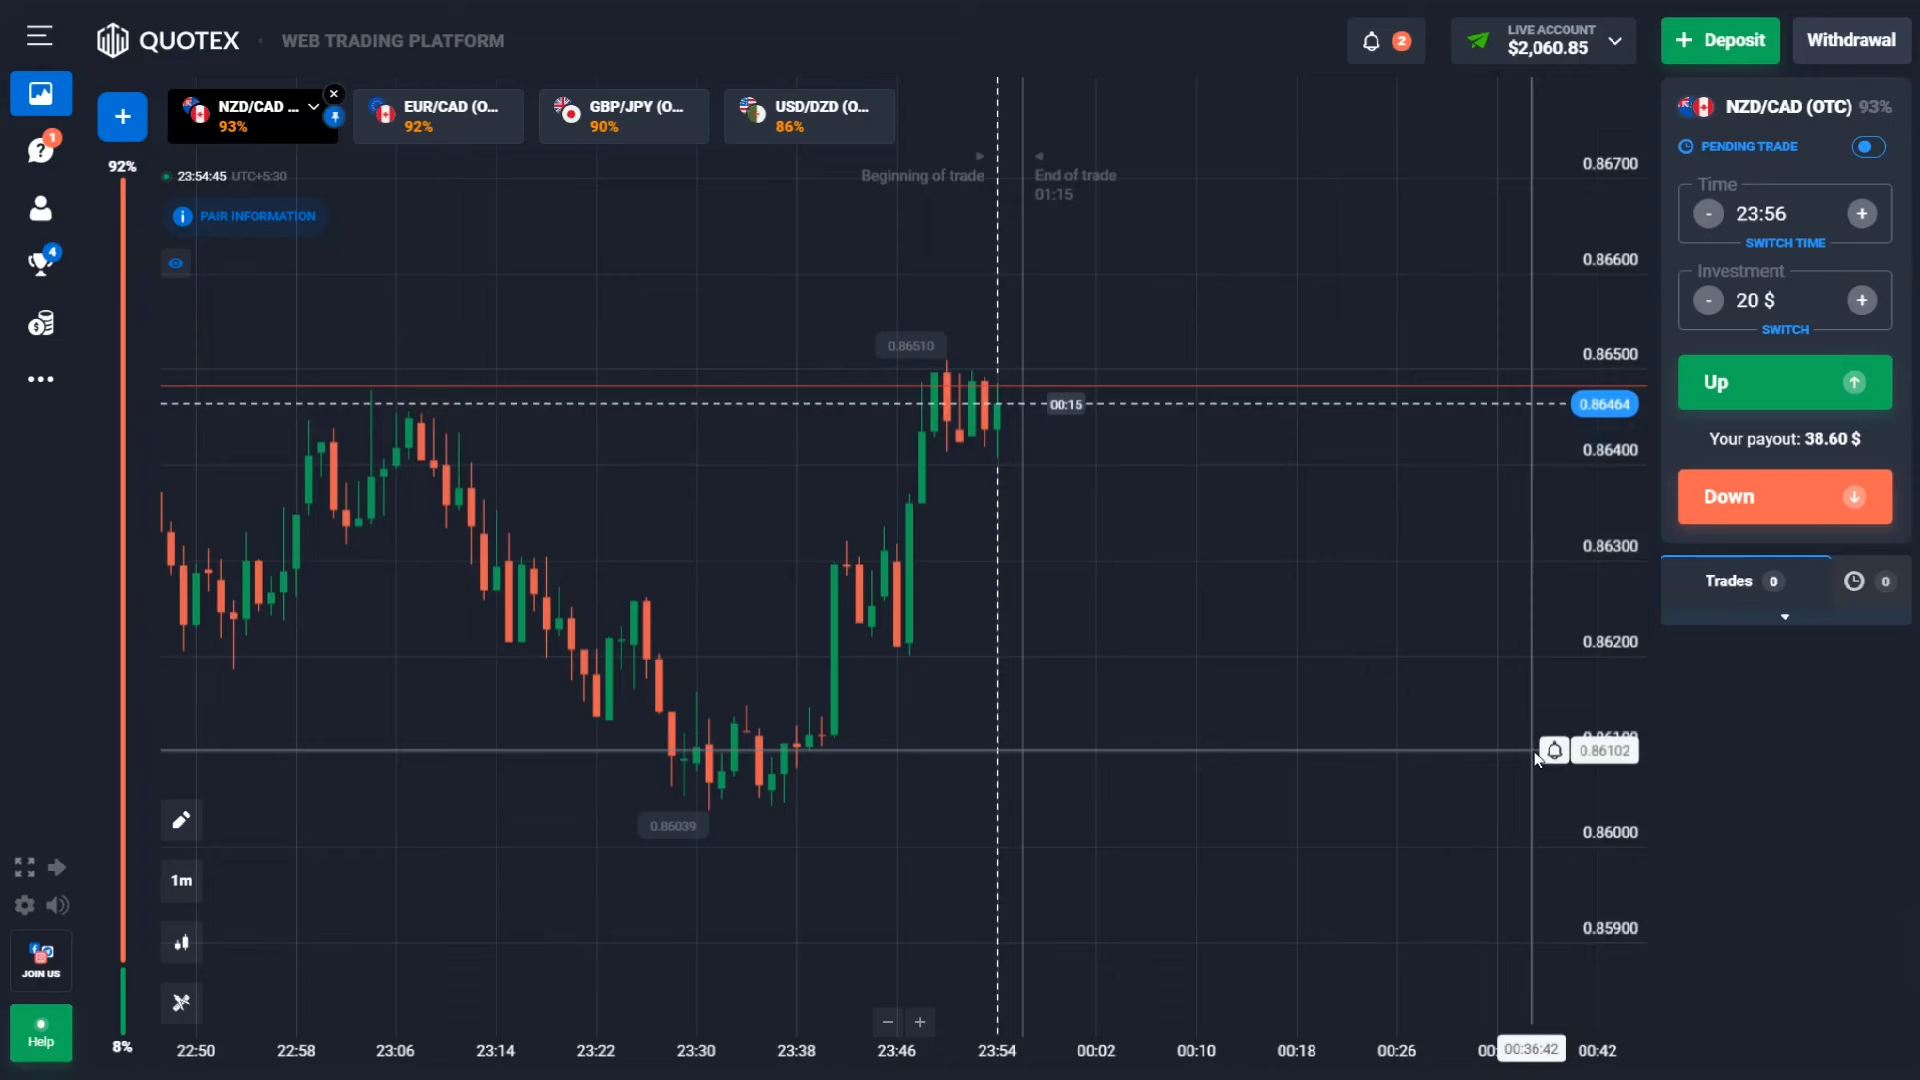 QUOTEX
WEB TRADING PLATFORM
2
LIVE ACCOUNT
$2,060.85
+ Deposit
Withdrawal
NZD/CAD ...
93%
EUR/CAD (O...
92%
GBP/JPY (O...
90%
USD/DZD (O...
86%
92%
23:54:45 UTC+5:30
PAIR INFORMATION
Beginning of trade
End of trade
01:15
1
4
0.86510
00:15
0.86039
0.86700
0.86600
0.86500
0.86464
0.86400
0.86300
0.86200
0.86102
0.86000
0.85900
NZD/CAD (OTC) 93%
PENDING TRADE
Time
- 23:56 +
SWITCH TIME
Investment
- 20 $ +
SWITCH
Up
Your payout: 38.60 $
Down
Trades 0
0
1m
JOIN US
Help
8%
22:50
22:58
23:06
23:14
23:22
23:30
23:38
23:46
23:54
00:02
00:10
00:18
00:26
00:36:42
00:42